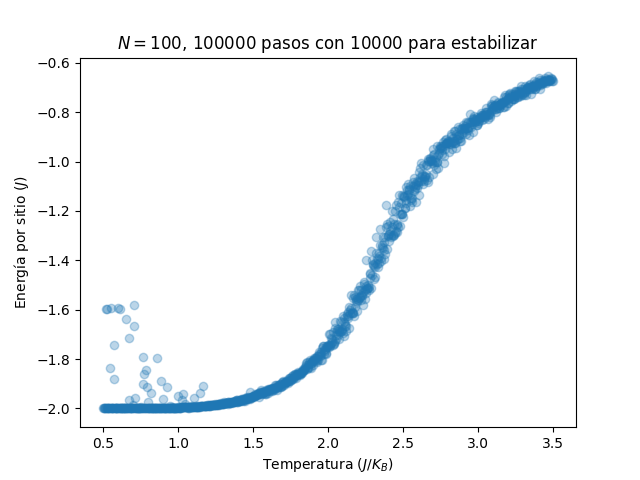 N = 100, 100000 pasos con 10000 para estabilizar
−0.6
−0.8
−1.0
−1.2
−1.4
−1.6
−1.8
−2.0
Energía por sitio (J)
0.5 1.0 1.5 2.0 2.5 3.0 3.5
Temperatura (J/K_B)